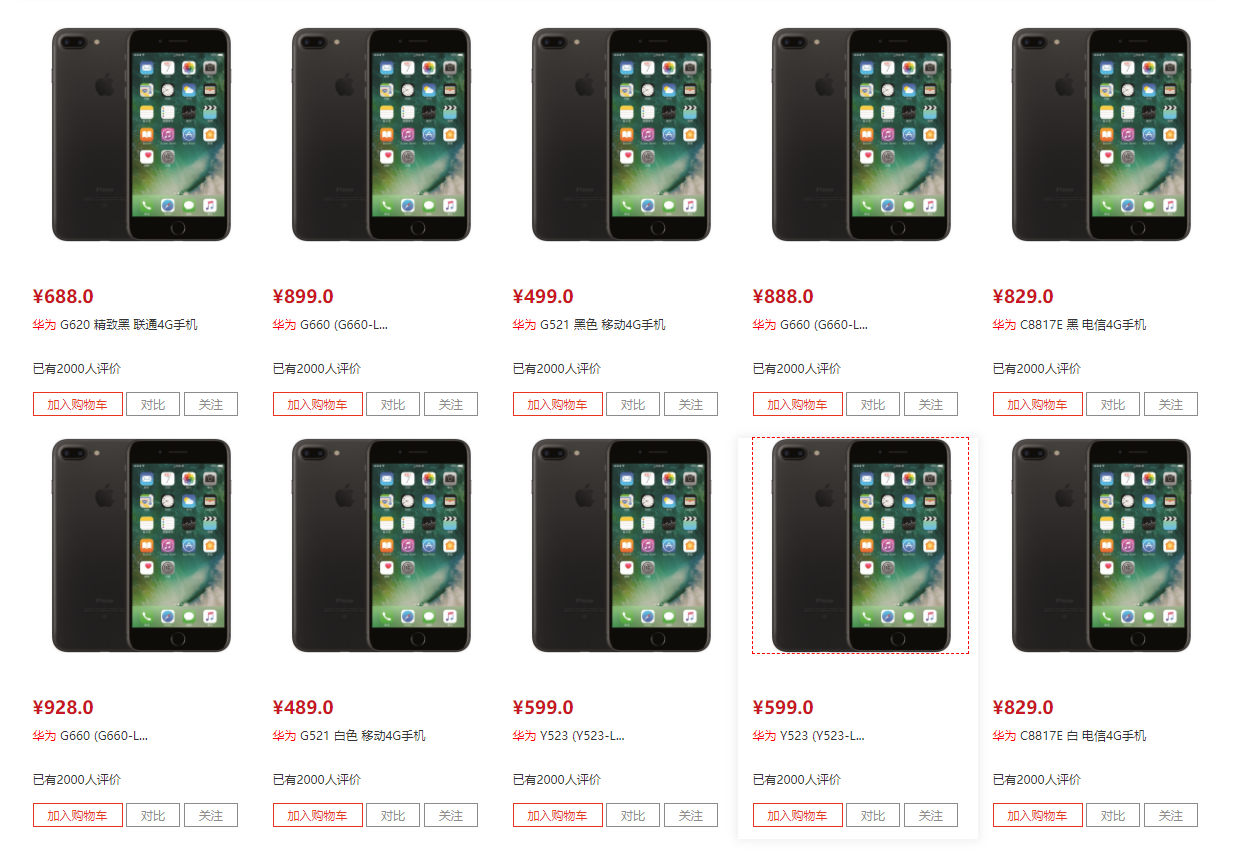 ¥688.0
华为 G620 精致黑 联通4G手机
已有2000人评价
加入购物车 对比 关注
¥899.0
华为 G660 (G660-L...
已有2000人评价
加入购物车 对比 关注
¥499.0
华为 G521 黑色 移动4G手机
已有2000人评价
加入购物车 对比 关注
¥888.0
华为 G660 (G660-L...
已有2000人评价
加入购物车 对比 关注
¥829.0
华为 C8817E 黑 电信4G手机
已有2000人评价
加入购物车 对比 关注
¥928.0
华为 G660 (G660-L...
已有2000人评价
加入购物车 对比 关注
¥489.0
华为 G521 白色 移动4G手机
已有2000人评价
加入购物车 对比 关注
¥599.0
华为 Y523 (Y523-L...
已有2000人评价
加入购物车 对比 关注
¥599.0
华为 Y523 (Y523-L...
已有2000人评价
加入购物车 对比 关注
¥829.0
华为 C8817E 白 电信4G手机
已有2000人评价
加入购物车 对比 关注